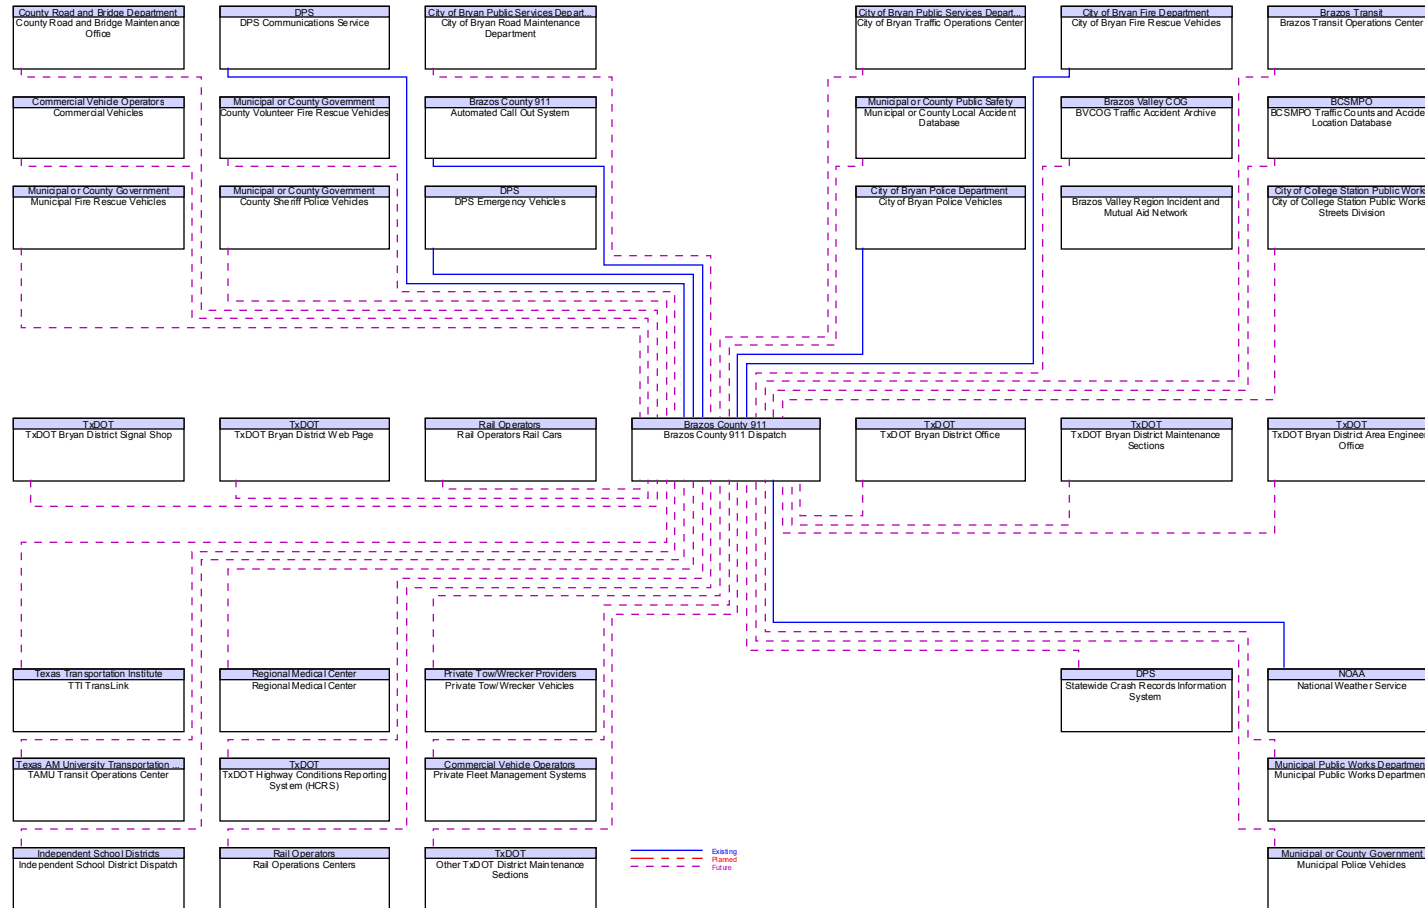 County Road and Bridge Department
County Road and Bridge Maintenance
Office
DPS
DPS Communications Service
City of Bryan Public Services Depart...
City of Bryan Road Maintenance
Department
City of Bryan Public Services Depart...
City of Bryan Traffic Operations Center
City of Bryan Fire Department
City of Bryan Fire Rescue Vehicles
Brazos Transit
Brazos Transit Operations Center
Commercial Vehicle Operators
Commercial Vehicles
Municipal or County Government
County Volunteer Fire Rescue Vehicles
Brazos County 911
Automated Call Out System
Municipal or County Public Safety
Municipal or County Local Accident
Database
Brazos Valley COG
BVCOG Traffic Accident Archive
BCSMPO
BCSMPO Traffic Counts and Accide
Location Database
Municipal or County Government
Municipal Fire Rescue Vehicles
Municipal or County Government
County Sheriff Police Vehicles
DPS
DPS Emergency Vehicles
City of Bryan Police Department
City of Bryan Police Vehicles
Brazos Valley Region Incident and
Mutual Aid Network
City of College Station Public Works
City of College Station Public Works
Streets Division
TxDOT
TxDOT Bryan District Signal Shop
TxDOT
TxDOT Bryan District Web Page
Rail Operators
Rail Operators Rail Cars
Brazos County 911
Brazos County 911 Dispatch
TxDOT
TxDOT Bryan District Office
TxDOT
TxDOT Bryan District Maintenance
Sections
TxDOT
TxDOT Bryan District Area Engineer
Office
Texas Transportation Institute
TTI TransLink
Regional Medical Center
Regional Medical Center
Private Tow/Wrecker Providers
Private Tow/Wrecker Vehicles
DPS
Statewide Crash Records Information
System
NOAA
National Weather Service
Texas AM University Transportation ...
TAMU Transit Operations Center
TxDOT
TxDOT Highway Conditions Reporting
System (HCRS)
Commercial Vehicle Operators
Private Fleet Management Systems
Municipal Public Works Departmen
Municipal Public Works Departmen
Independent School Districts
Independent School District Dispatch
Rail Operators
Rail Operations Centers
TxDOT
Other TxDOT District Maintenance
Sections
Existing
Planned
Future
Municipal or County Government
Municipal Police Vehicles